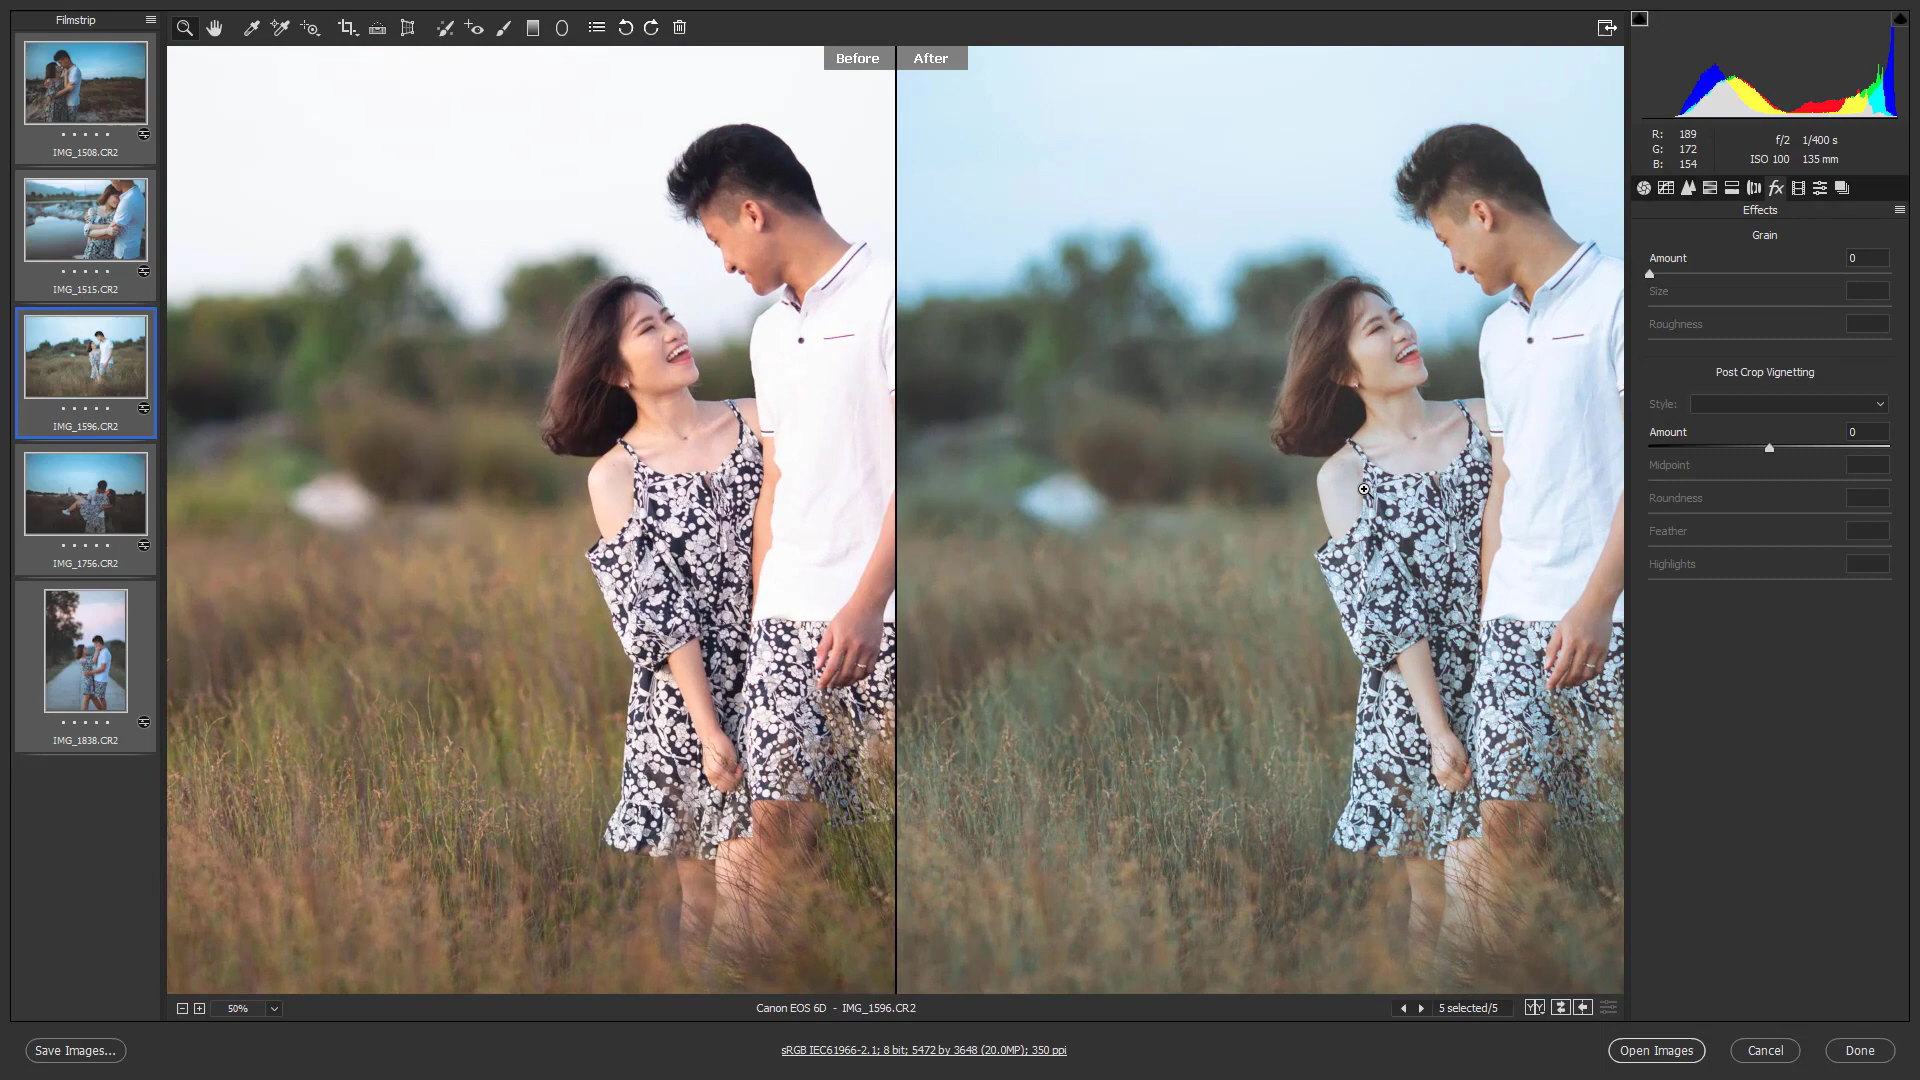 Filmstrip
IMG_1508.CR2
IMG_1515.CR2
IMG_1596.CR2
IMG_1756.CR2
IMG_1838.CR2
Before
After
R: 189
G: 172
B: 154
f/2 1/400 s
ISO 100 135 mm
fx
Effects
Grain
Amount 0
Size
Roughness
Post Crop Vignetting
Style:
Amount 0
Midpoint
Roundness
Feather
Highlights
50%
Canon EOS 6D - IMG_1596.CR2
5 selected/5
Y Y
Save Images...
sRGB IEC61966-2.1; 8 bit; 5472 by 3648 (20.0MP); 350 ppi
Open Images
Cancel
Done